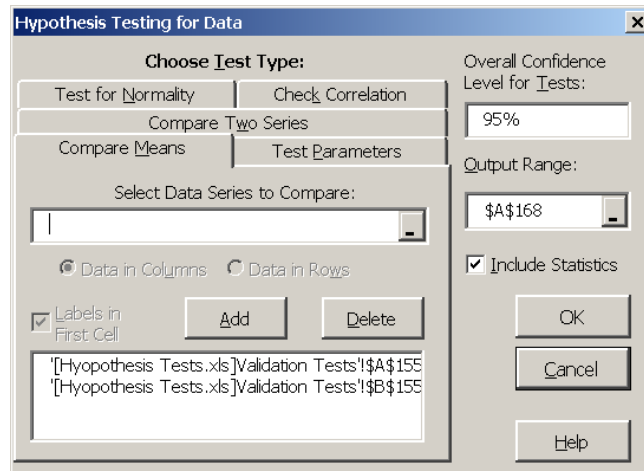 Hypothesis Testing for Data
Choose Test Type:
Test for Normality
Check Correlation
Compare Two Series
Compare Means
Test Parameters
Select Data Series to Compare:
Data in Columns
Data in Rows
Labels in
First Cell
Add
Delete
'[Hyopothesis Tests.xls]Validation Tests'!$A$155
'[Hyopothesis Tests.xls]Validation Tests'!$B$155
Overall Confidence
Level for Tests:
95%
Output Range:
$A$168
Include Statistics
OK
Cancel
Help